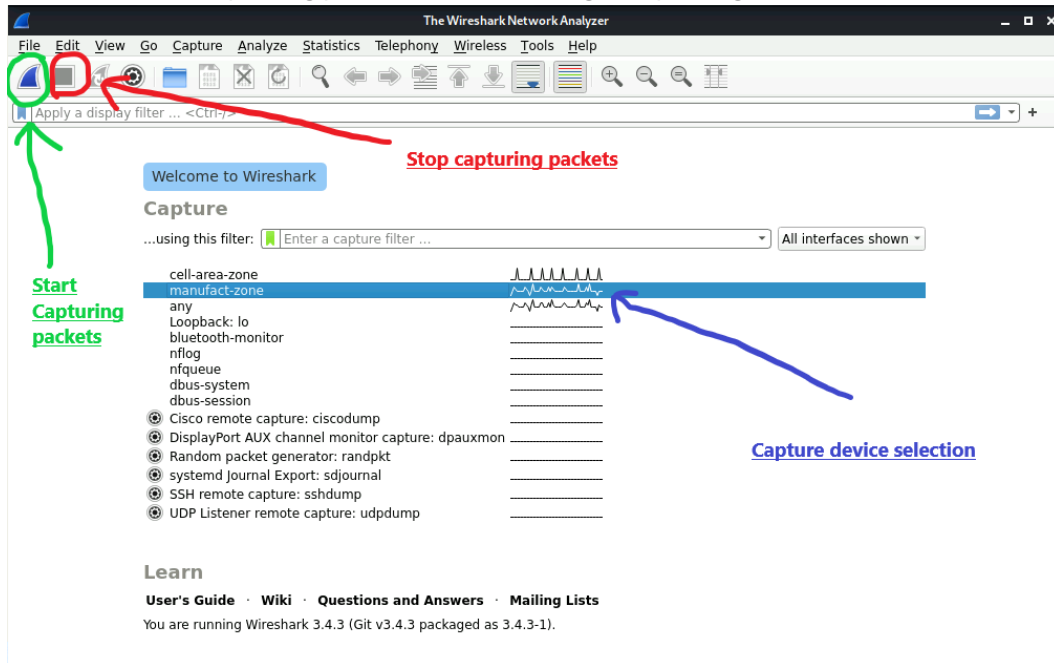 The Wireshark Network Analyzer
File Edit View Go Capture Analyze Statistics Telephony Wireless Tools Help
Apply a display filter ... <Ctrl-/>
+
Stop capturing packets
Welcome to Wireshark
Capture
...using this filter: Enter a capture filter ... All interfaces shown
cell-area-zone
manufact-zone
any
Loopback: lo
bluetooth-monitor
nflog
nfqueue
dbus-system
dbus-session
Cisco remote capture: ciscodump
DisplayPort AUX channel monitor capture: dpauxmon
Random packet generator: randpkt
systemd Journal Export: sdjournal
SSH remote capture: sshdump
UDP Listener remote capture: udpdump
Start
Capturing
packets
Capture device selection
Learn
User's Guide · Wiki · Questions and Answers · Mailing Lists
You are running Wireshark 3.4.3 (Git v3.4.3 packaged as 3.4.3-1).